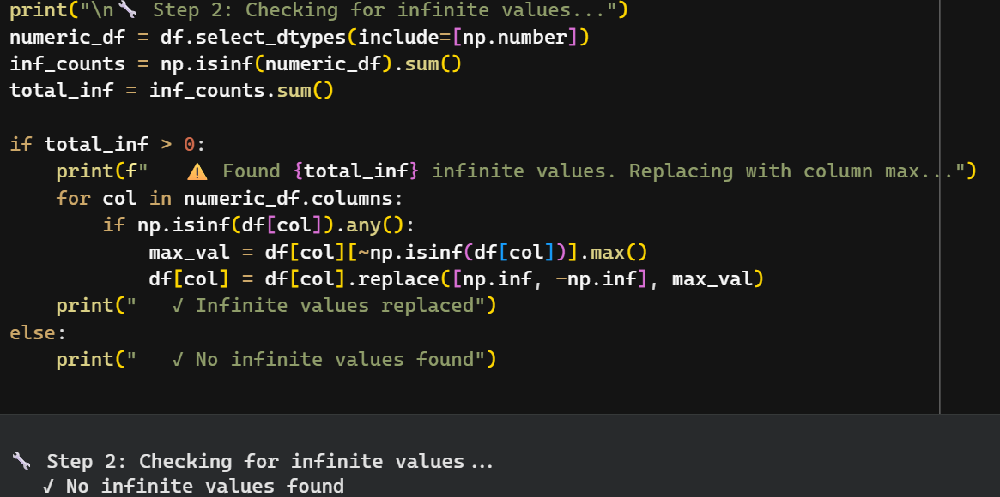 print("\n🔧 Step 2: Checking for infinite values...")
numeric_df = df.select_dtypes(include=[np.number])
inf_counts = np.isinf(numeric_df).sum()
total_inf = inf_counts.sum()

if total_inf > 0:
    print(f"   ⚠️ Found {total_inf} infinite values. Replacing with column max...")
    for col in numeric_df.columns:
        if np.isinf(df[col]).any():
            max_val = df[col][~np.isinf(df[col])].max()
            df[col] = df[col].replace([np.inf, -np.inf], max_val)
    print("   ✓ Infinite values replaced")
else:
    print("   ✓ No infinite values found")

🔧 Step 2: Checking for infinite values...
   ✓ No infinite values found